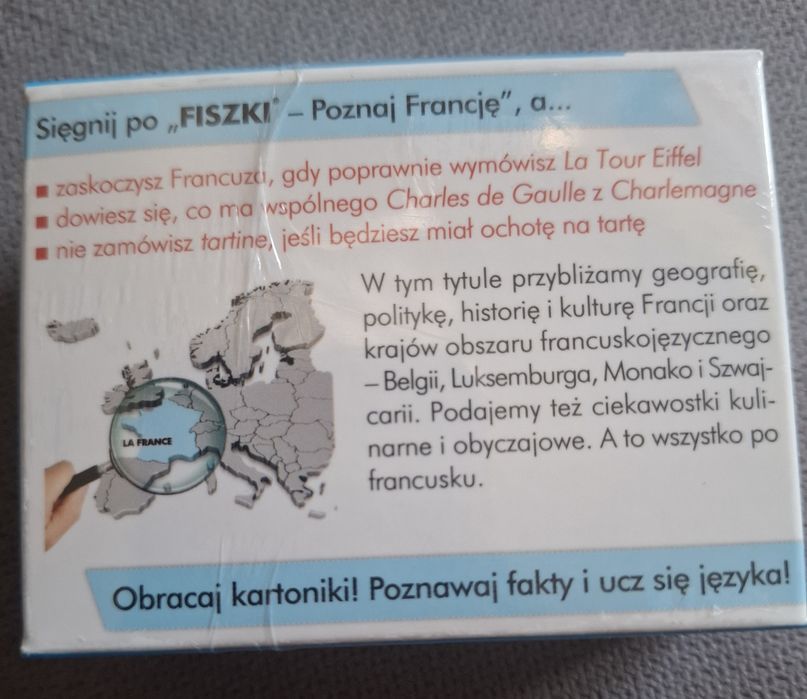 Sięgnij po „FISZKI® – Poznaj Francję”, a...
▪ zaskoczysz Francuza, gdy poprawnie wymówisz La Tour Eiffel
▪ dowiesz się, co ma wspólnego Charles de Gaulle z Charlemagne
▪ nie zamówisz tartine, jeśli będziesz miał ochotę na tartę
W tym tytule przybliżamy geografię,
politykę, historię i kulturę Francji oraz
krajów obszaru francuskojęzycznego
– Belgii, Luksemburga, Monako i Szwaj-
carii. Podajemy też ciekawostki kuli-
narne i obyczajowe. A to wszystko po
francusku.
LA FRANCE
Obracaj kartoniki! Poznawaj fakty i ucz się języka!